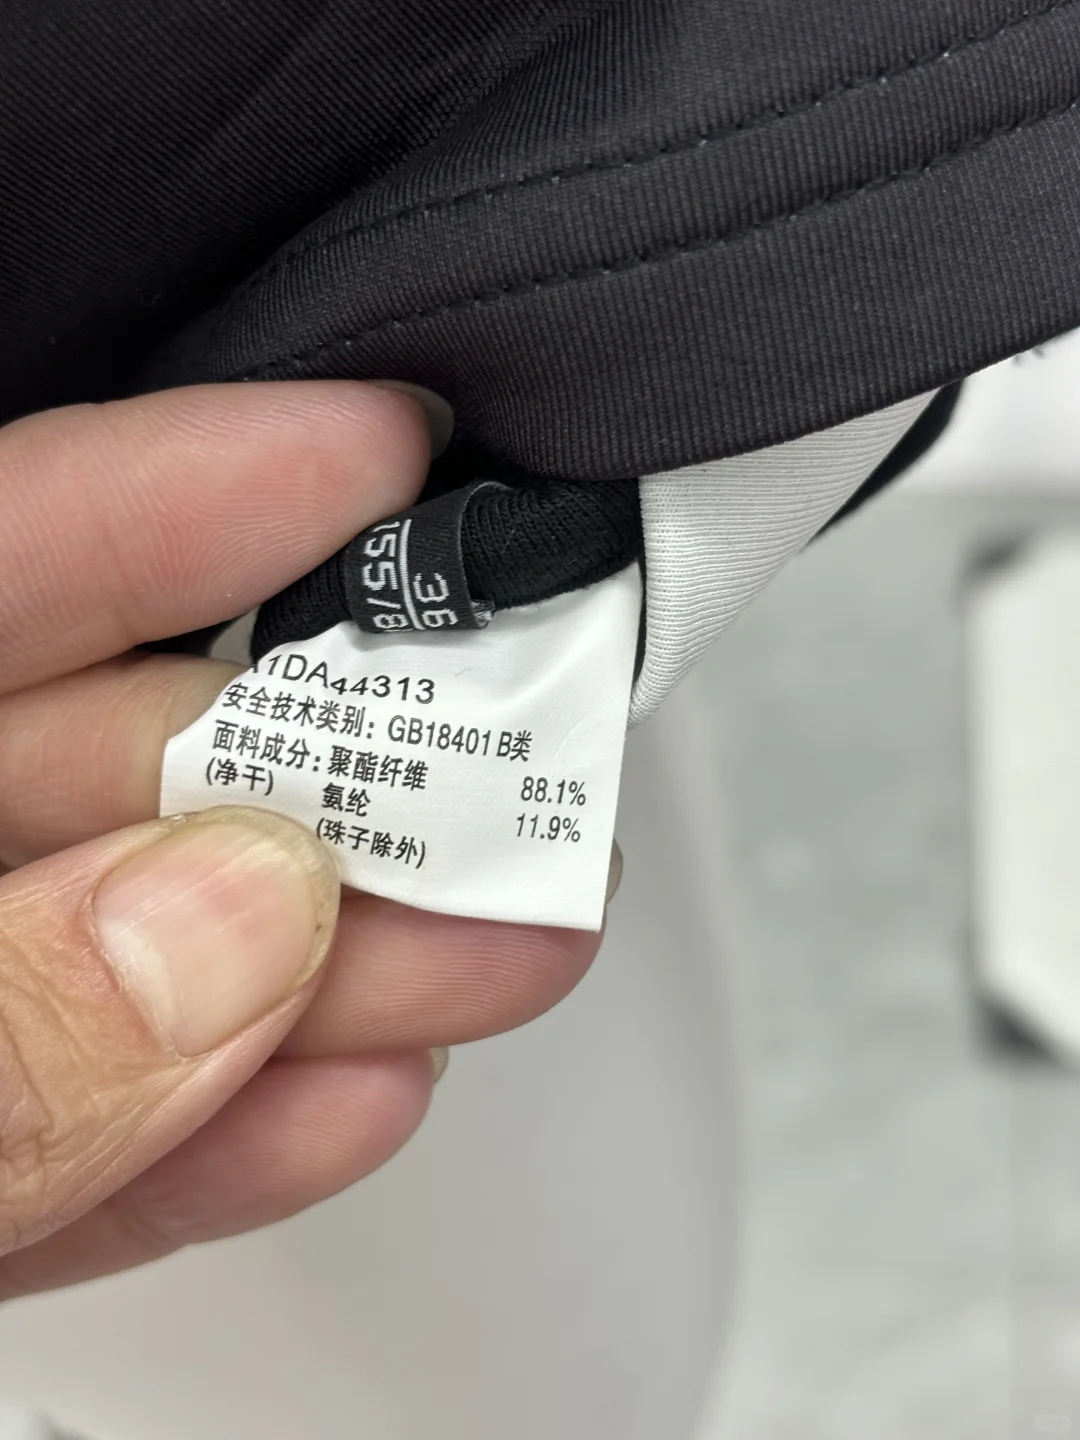 36
155/8
1DA44313
安全技术类别: GB18401 B类
面料成分: 聚酯纤维 88.1%
(净干) 氨纶 11.9%
(珠子除外)